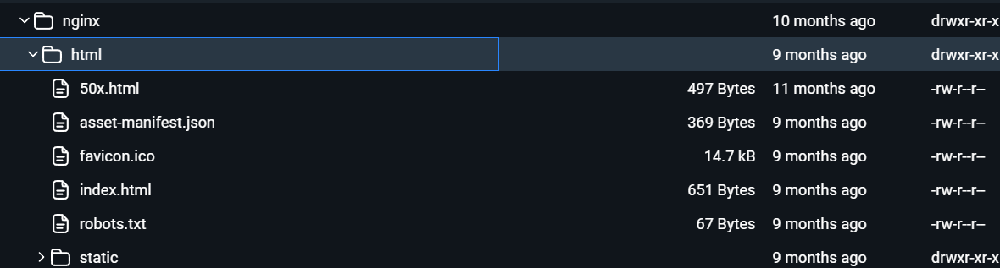 nginx 10 months ago drwxr-xr-x
html 9 months ago drwxr-xr-x
50x.html 497 Bytes 11 months ago -rw-r--r--
asset-manifest.json 369 Bytes 9 months ago -rw-r--r--
favicon.ico 14.7 kB 9 months ago -rw-r--r--
index.html 651 Bytes 9 months ago -rw-r--r--
robots.txt 67 Bytes 9 months ago -rw-r--r--
static 9 months ago drwxr-xr-x